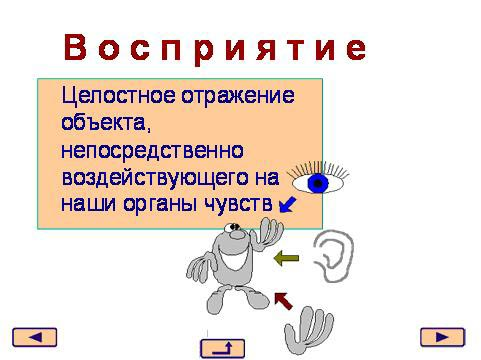 Восприятие
Целостное отражение
объекта,
непосредственно
воздействующего на
наши органы чувств